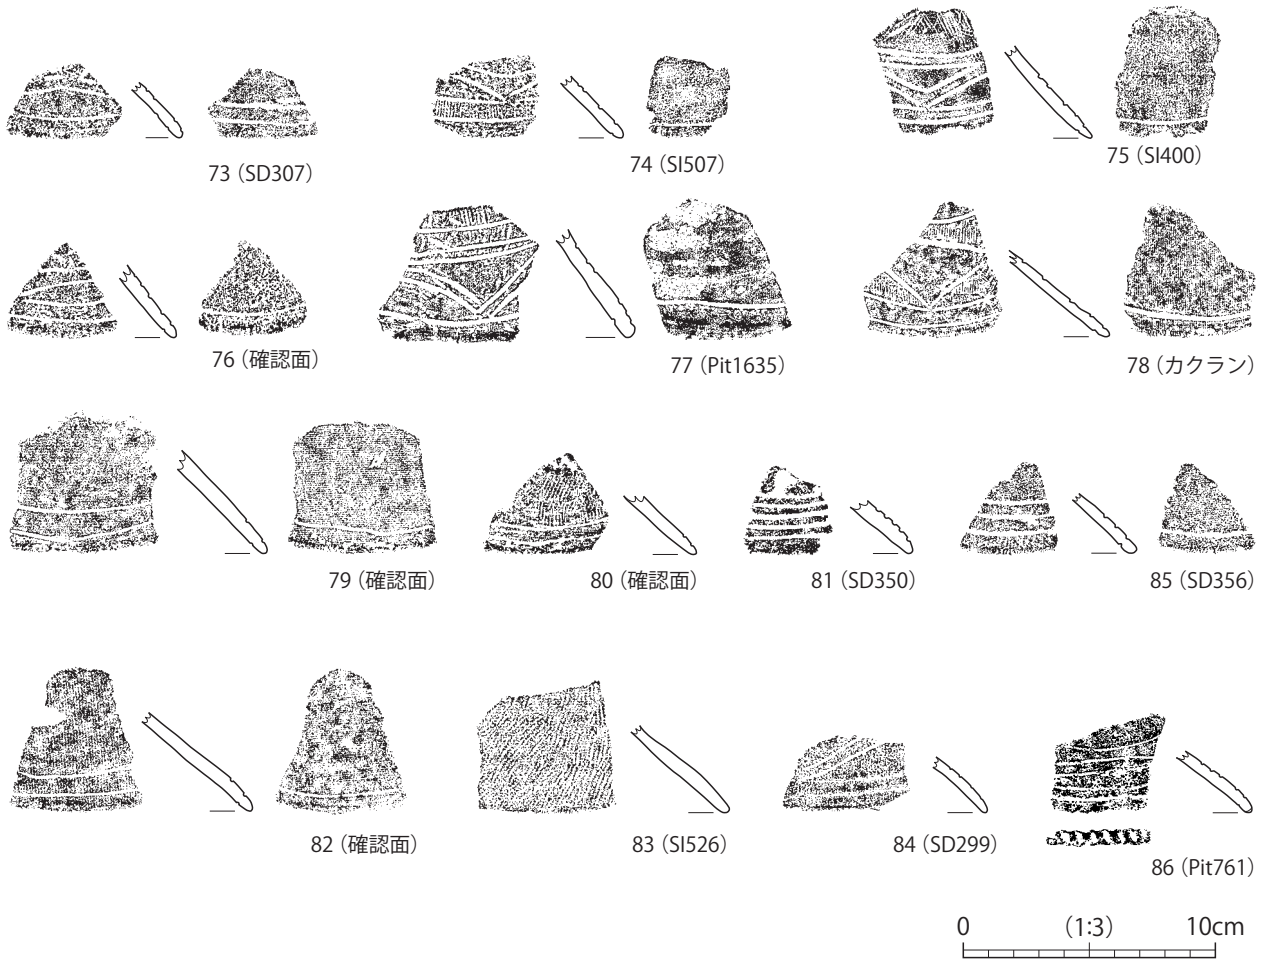 73（SD307）
74（SI507）
75（SI400）
76（確認面）
77（Pit1635）
78（カクラン）
79（確認面）
80（確認面）
81（SD350）
85（SD356）
82（確認面）
83（SI526）
84（SD299）
86（Pit761）
0 （1:3） 10cm